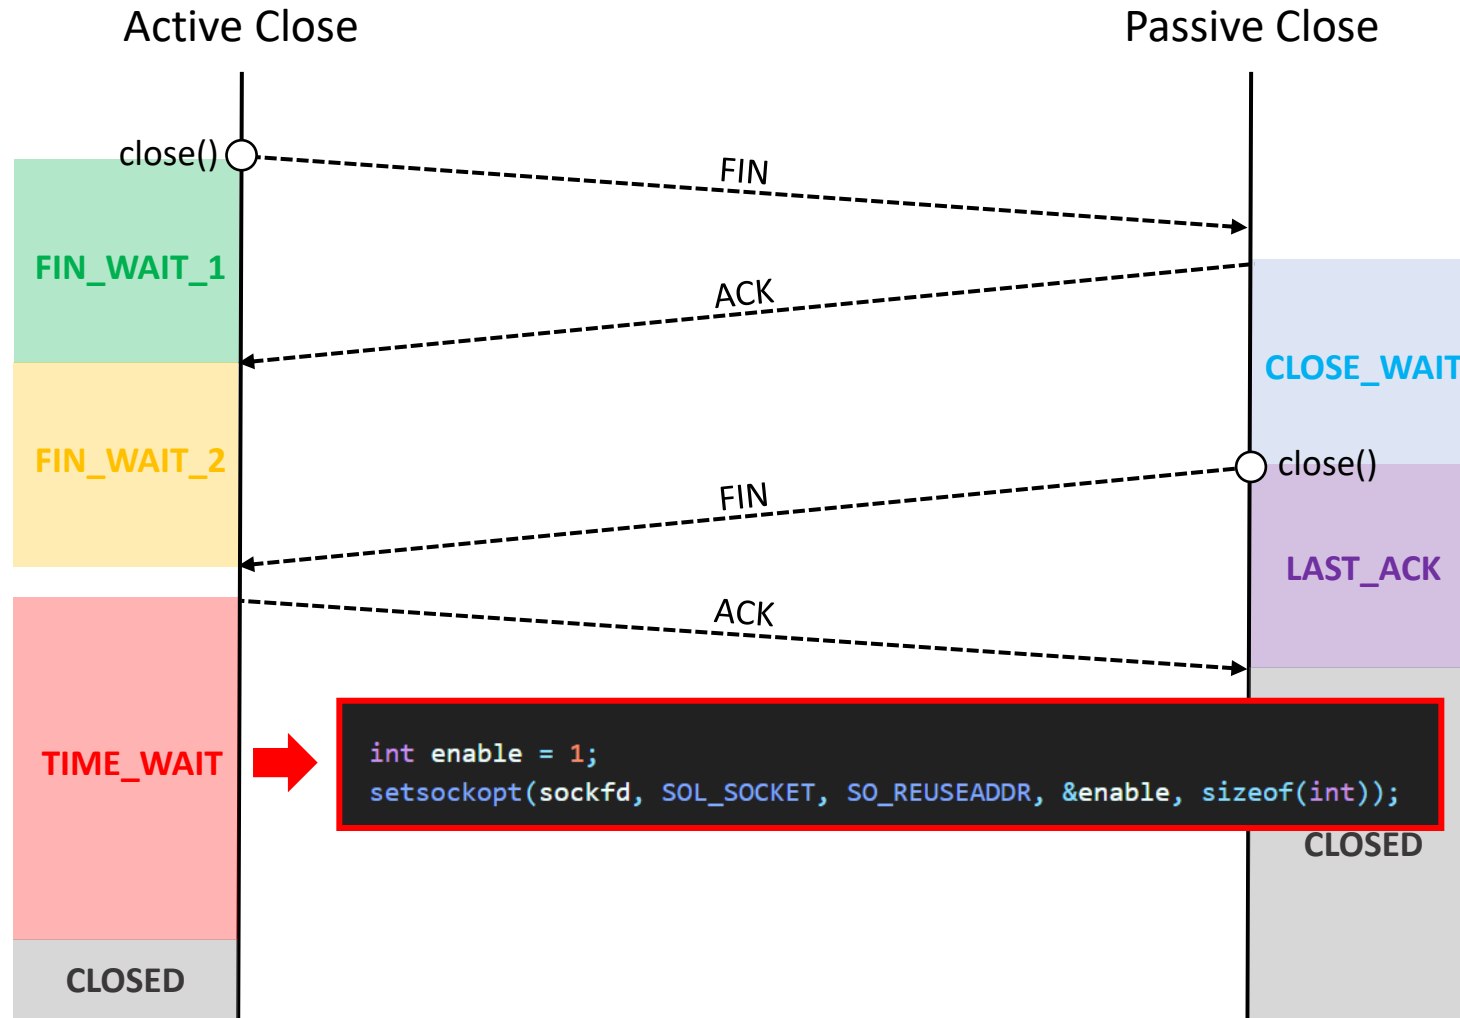 Active Close
Passive Close
close()
FIN
FIN_WAIT_1
ACK
CLOSE_WAIT
FIN_WAIT_2
close()
FIN
LAST_ACK
ACK
TIME_WAIT
int enable = 1;
setsockopt(sockfd, SOL_SOCKET, SO_REUSEADDR, &enable, sizeof(int));
CLOSED
CLOSED